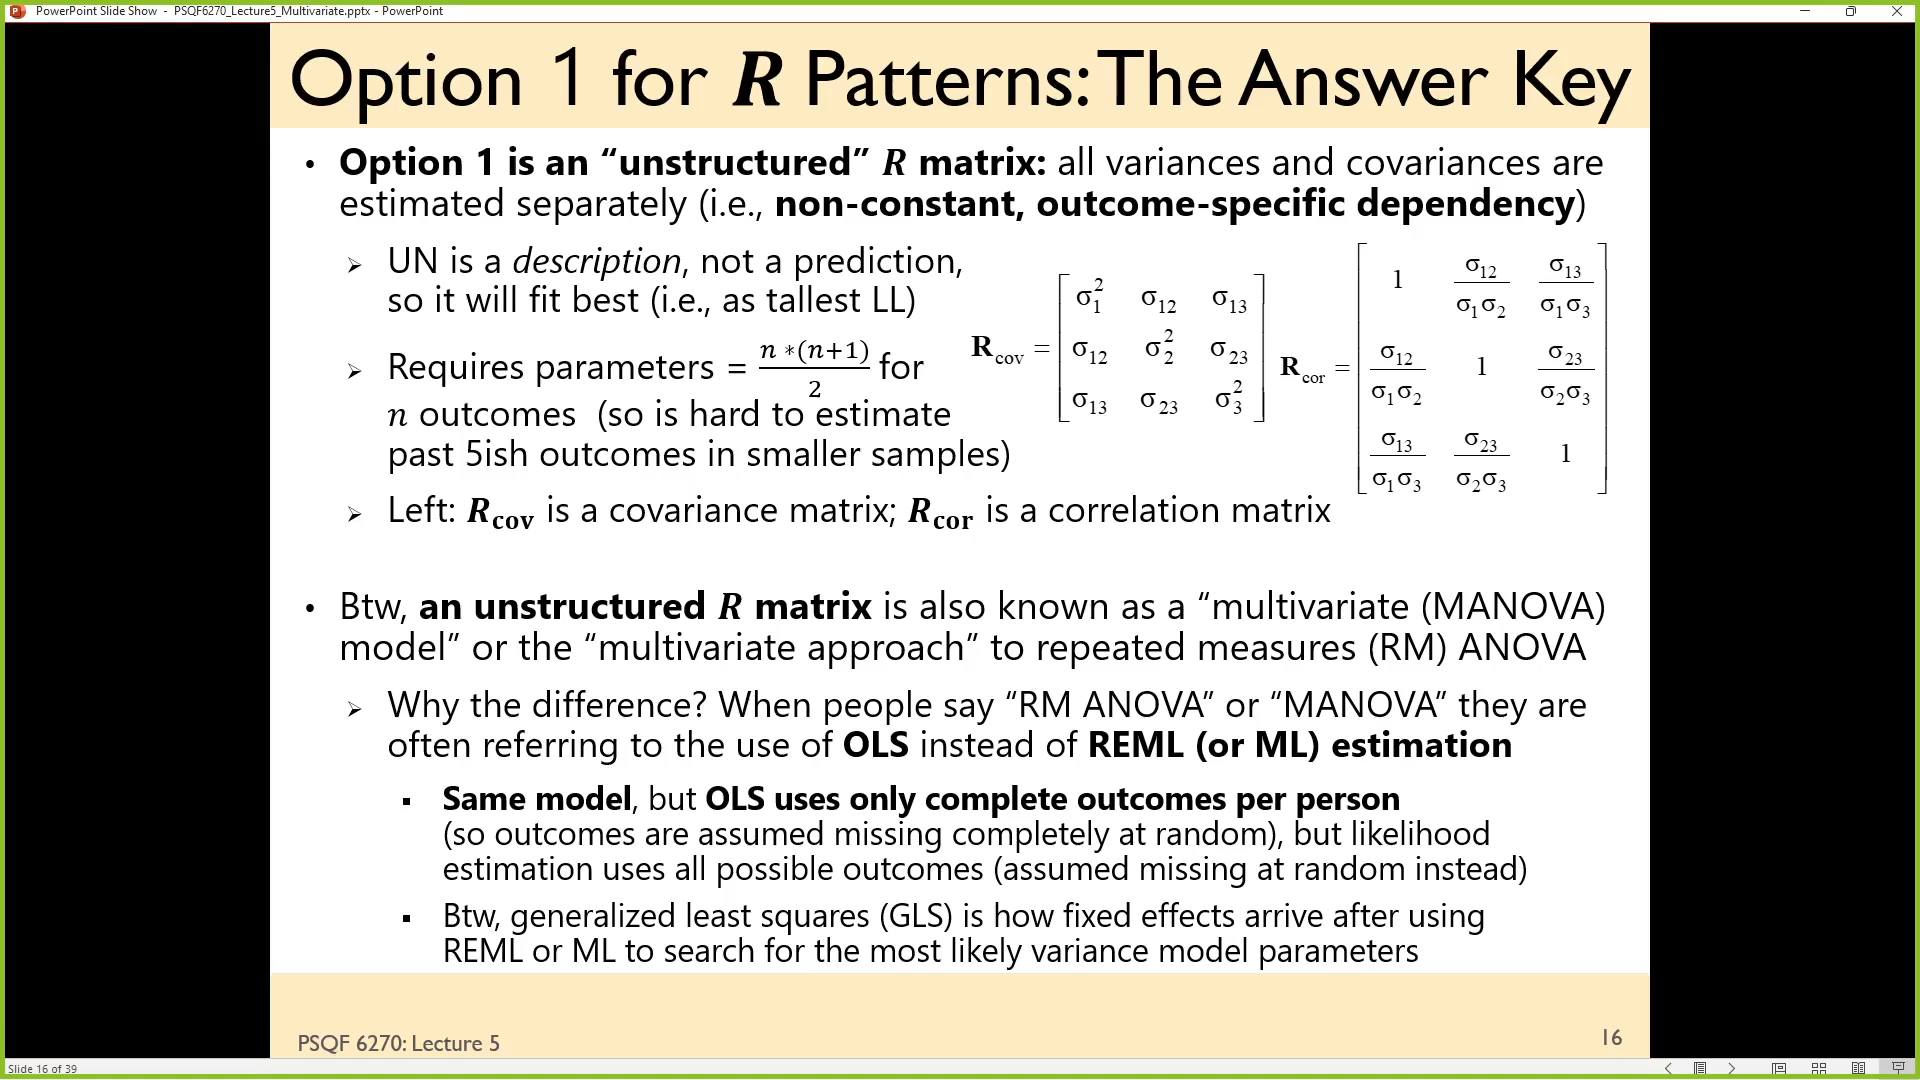 PowerPoint Slide Show - PSQF6270_Lecture5_Multivariate.pptx - PowerPoint
Option 1 for R Patterns: The Answer Key
• Option 1 is an “unstructured” R matrix: all variances and covariances are
estimated separately (i.e., non-constant, outcome-specific dependency)
➢ UN is a description, not a prediction,
so it will fit best (i.e., as tallest LL)
➢ Requires parameters = n*(n+1)/2 for
n outcomes (so is hard to estimate
past 5ish outcomes in smaller samples)
R_cov = [σ₁² σ₁₂ σ₁₃
σ₁₂ σ₂² σ₂₃
σ₁₃ σ₂₃ σ₃²]
R_cor = [1 σ₁₂/σ₁σ₂ σ₁₃/σ₁σ₃
σ₁₂/σ₁σ₂ 1 σ₂₃/σ₂σ₃
σ₁₃/σ₁σ₃ σ₂₃/σ₂σ₃ 1]
➢ Left: R_cov is a covariance matrix; R_cor is a correlation matrix
• Btw, an unstructured R matrix is also known as a “multivariate (MANOVA)
model” or the “multivariate approach” to repeated measures (RM) ANOVA
➢ Why the difference? When people say “RM ANOVA” or “MANOVA” they are
often referring to the use of OLS instead of REML (or ML) estimation
▪ Same model, but OLS uses only complete outcomes per person
(so outcomes are assumed missing completely at random), but likelihood
estimation uses all possible outcomes (assumed missing at random instead)
▪ Btw, generalized least squares (GLS) is how fixed effects arrive after using
REML or ML to search for the most likely variance model parameters
PSQF 6270: Lecture 5
16
Slide 16 of 39